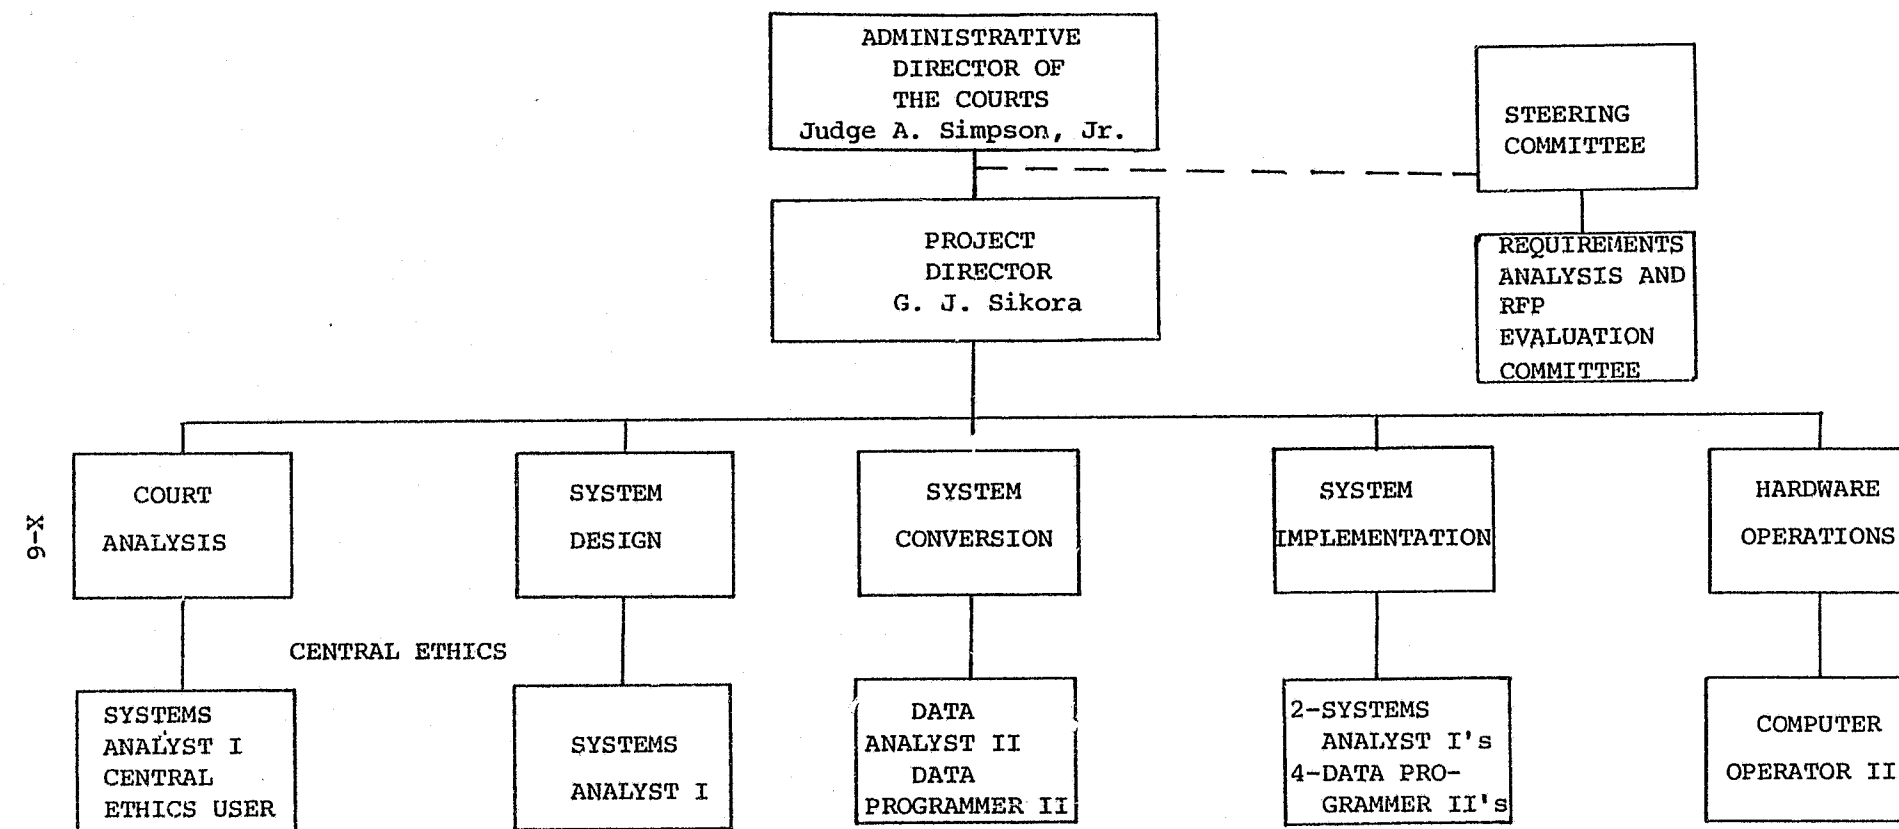 ADMINISTRATIVE
DIRECTOR OF
THE COURTS
Judge A. Simpson, Jr.
STEERING
COMMITTEE
PROJECT
DIRECTOR
G. J. Sikora
REQUIREMENTS
ANALYSIS AND
RFP
EVALUATION
COMMITTEE
COURT
ANALYSIS
SYSTEM
DESIGN
SYSTEM
CONVERSION
SYSTEM
IMPLEMENTATION
HARDWARE
OPERATIONS
X-6
CENTRAL ETHICS
SYSTEMS
ANALYST I
CENTRAL
ETHICS USER
SYSTEMS
ANALYST I
DATA
ANALYST II
DATA
PROGRAMMER II
2-SYSTEMS
ANALYST I's
4-DATA PRO-
GRAMMER II's
COMPUTER
OPERATOR II